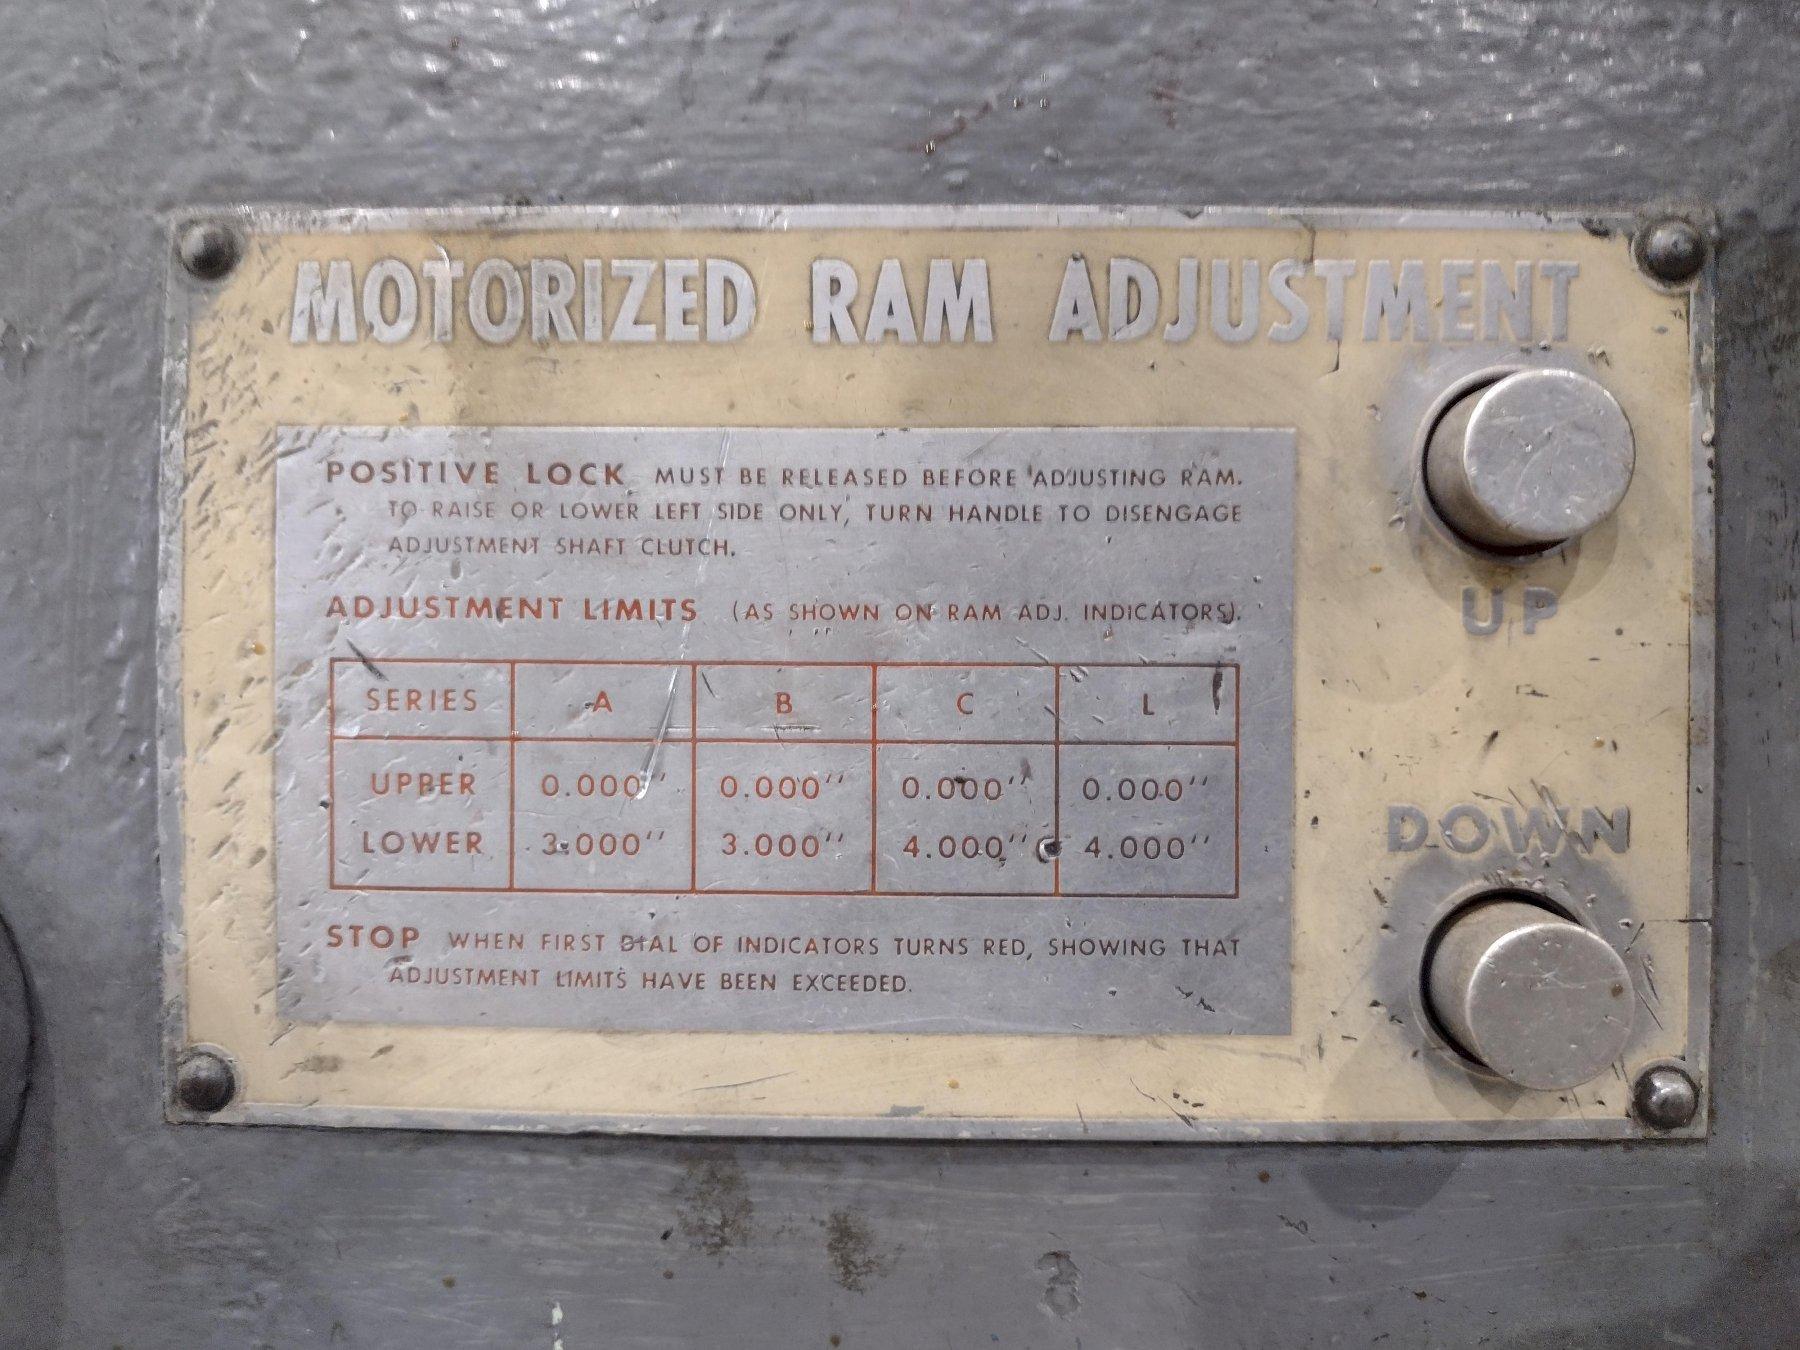 MOTORIZED RAM ADJUSTMENT
POSITIVE LOCK MUST BE RELEASED BEFORE ADJUSTING RAM.
TO RAISE OR LOWER LEFT SIDE ONLY, TURN HANDLE TO DISENGAGE
ADJUSTMENT SHAFT CLUTCH.
ADJUSTMENT LIMITS (AS SHOWN ON RAM ADJ. INDICATORS).
SERIES A B C L
UPPER 0.000" 0.000" 0.000" 0.000"
LOWER 3.000" 3.000" 4.000" 4.000"
STOP WHEN FIRST DIAL OF INDICATORS TURNS RED, SHOWING THAT
ADJUSTMENT LIMITS HAVE BEEN EXCEEDED.
UP
DOWN